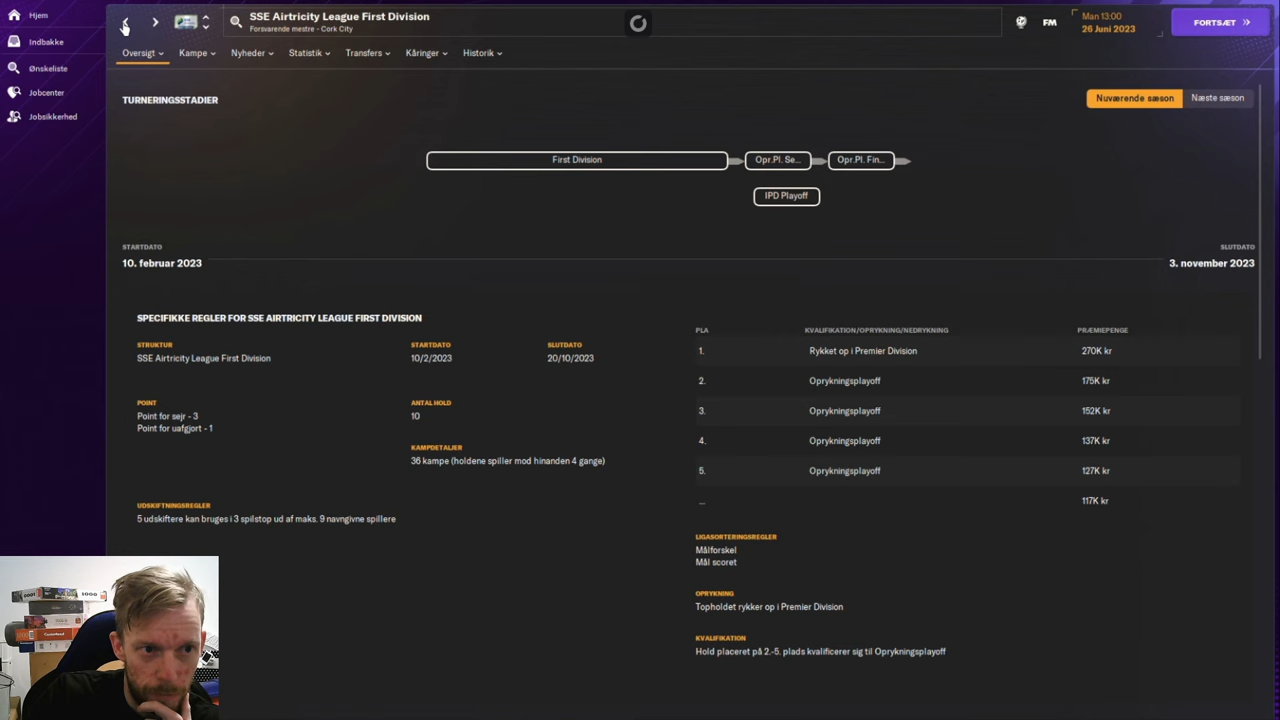 Hjem
Indbakke
Ønskeliste
Jobcenter
Jobsikkerhed
SSE Airtricity League First Division
Forsvarende mestre - Cork City
FM
Man 13:00
26 Juni 2023
FORTSÆT
Oversigt
Kampe
Nyheder
Statistik
Transfers
Kåringer
Historik
TURNERINGSSTADIER
Nuværende sæson
Næste sæson
First Division
Opr.Pl. Se...
Opr.Pl. Fin...
IPD Playoff
STARTDATO
10. februar 2023
SLUTDATO
3. november 2023
SPECIFIKKE REGLER FOR SSE AIRTRICITY LEAGUE FIRST DIVISION
STRUKTUR
SSE Airtricity League First Division
STARTDATO
10/2/2023
SLUTDATO
20/10/2023
POINT
Point for sejr - 3
Point for uafgjort - 1
ANTAL HOLD
10
KAMPDETALJER
36 kampe (holdene spiller mod hinanden 4 gange)
UDSKIFTNINGSREGLER
5 udskiftere kan bruges i 3 spilstop ud af maks. 9 navngivne spillere
PLA KVALIFIKATION/OPRYKNING/NEDRYKNING PRÆMIEPENGE
1. Rykket op i Premier Division 270K kr
2. Oprykningsplayoff 175K kr
3. Oprykningsplayoff 152K kr
4. Oprykningsplayoff 137K kr
5. Oprykningsplayoff 127K kr
... 117K kr
LIGASORTERINGSREGLER
Målforskel
Mål scoret
OPRYKNING
Topholdet rykker op i Premier Division
KVALIFIKATION
Hold placeret på 2.-5. plads kvalificerer sig til Oprykningsplayoff